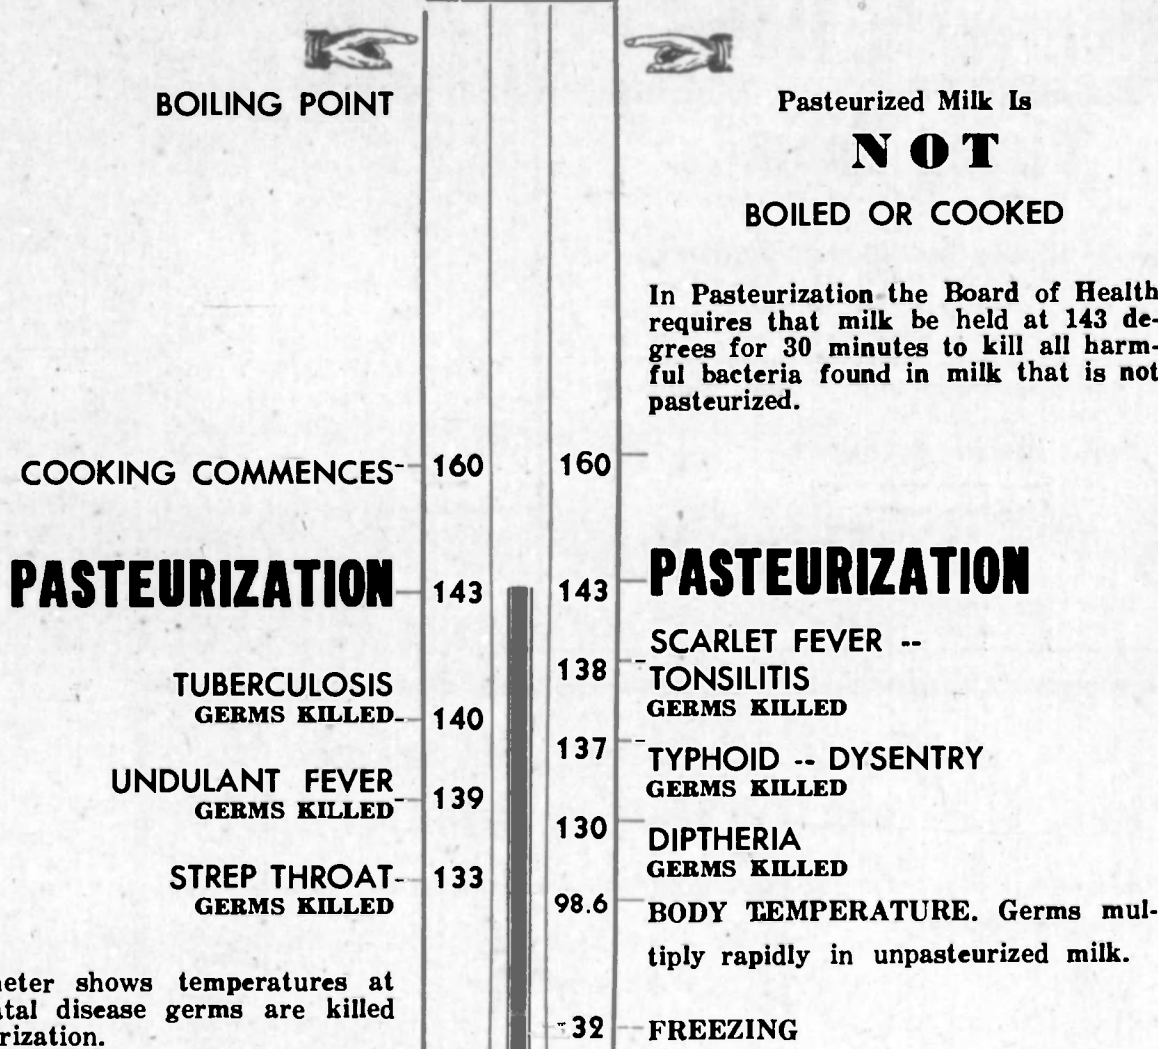 BOILING POINT
Pasteurized Milk Is
NOT
BOILED OR COOKED
In Pasteurization the Board of Health
requires that milk be held at 143 de-
grees for 30 minutes to kill all harm-
ful bacteria found in milk that is not
pasteurized.
COOKING COMMENCES-- 160 160
PASTEURIZATION 143 143 PASTEURIZATION
SCARLET FEVER --
138 TONSILITIS
GERMS KILLED
TUBERCULOSIS
GERMS KILLED- 140
137 TYPHOID -- DYSENTRY
GERMS KILLED
UNDULANT FEVER
GERMS KILLED- 139
130 DIPTHERIA
GERMS KILLED
STREP THROAT- 133
GERMS KILLED
98.6 BODY TEMPERATURE. Germs mul-
tiply rapidly in unpasteurized milk.
eter shows temperatures at
tal disease germs are killed
rization.
32 FREEZING